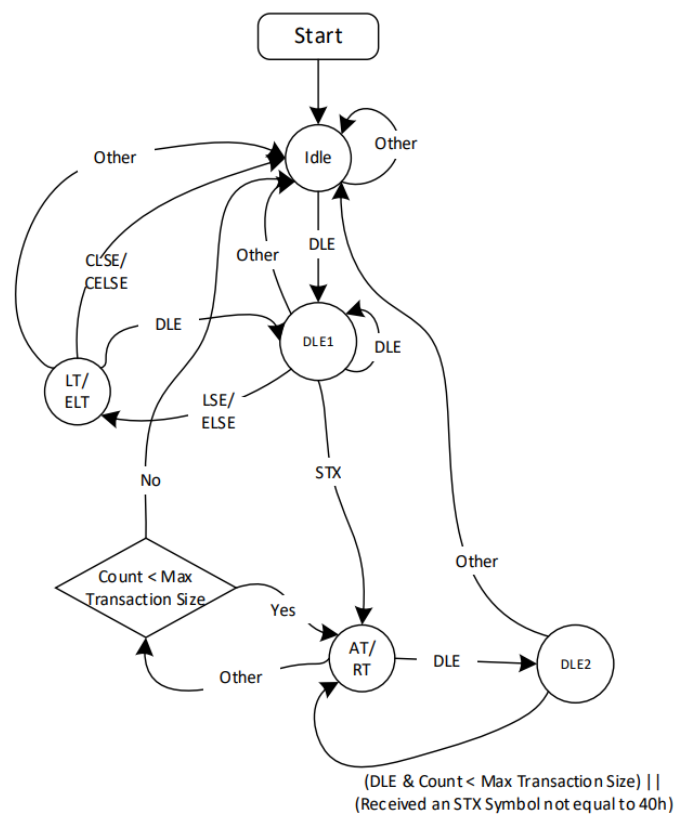 Start
Idle
Other
Other
DLE
Other
CLSE/
CELSE
DLE
DLE1
DLE
LT/
ELT
LSE/
ELSE
STX
No
Count < Max
Transaction Size
Yes
Other
AT/
RT
DLE
Other
DLE2
(DLE & Count < Max Transaction Size) ||
(Received an STX Symbol not equal to 40h)